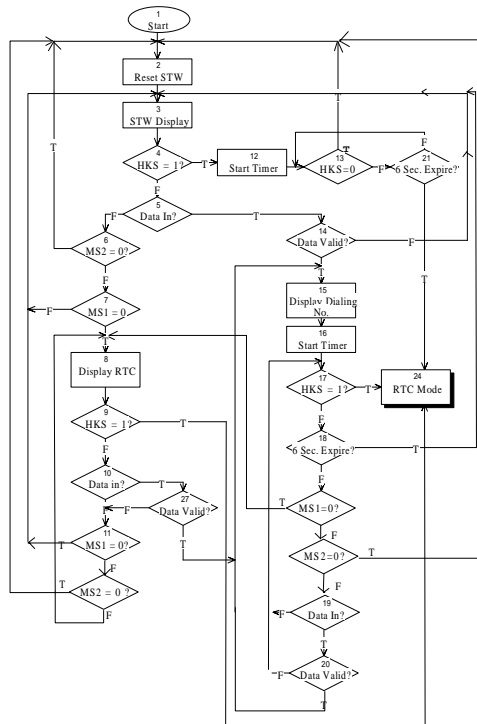 1
Start
2
Reset STW
3
STW Display
4
HKS = 1?
T
12
Start Timer
T
13
HKS=0
F
F
21
6 Sec. Expire?'
F
5
Data In?
F
T
T
6
MS2 = 0?
T
14
Data Valid?
F
T
F
7
MS1 = 0
F
T
15
Display Dialing
No.
16
Start Timer
8
Display RTC
17
HKS = 1?
T
24
RTC Mode
9
HKS = 1?
T
F
F
18
6 Sec. Expire?
T
10
Data in?
T
27
Data Valid?
F
F
T
MS1=0?
T
F
11
MS1 = 0?
T
F
MS2=0?
T
F
MS2 = 0 ?
T
F
19
Data In?
F
T
20
Data Valid?
F
T
T